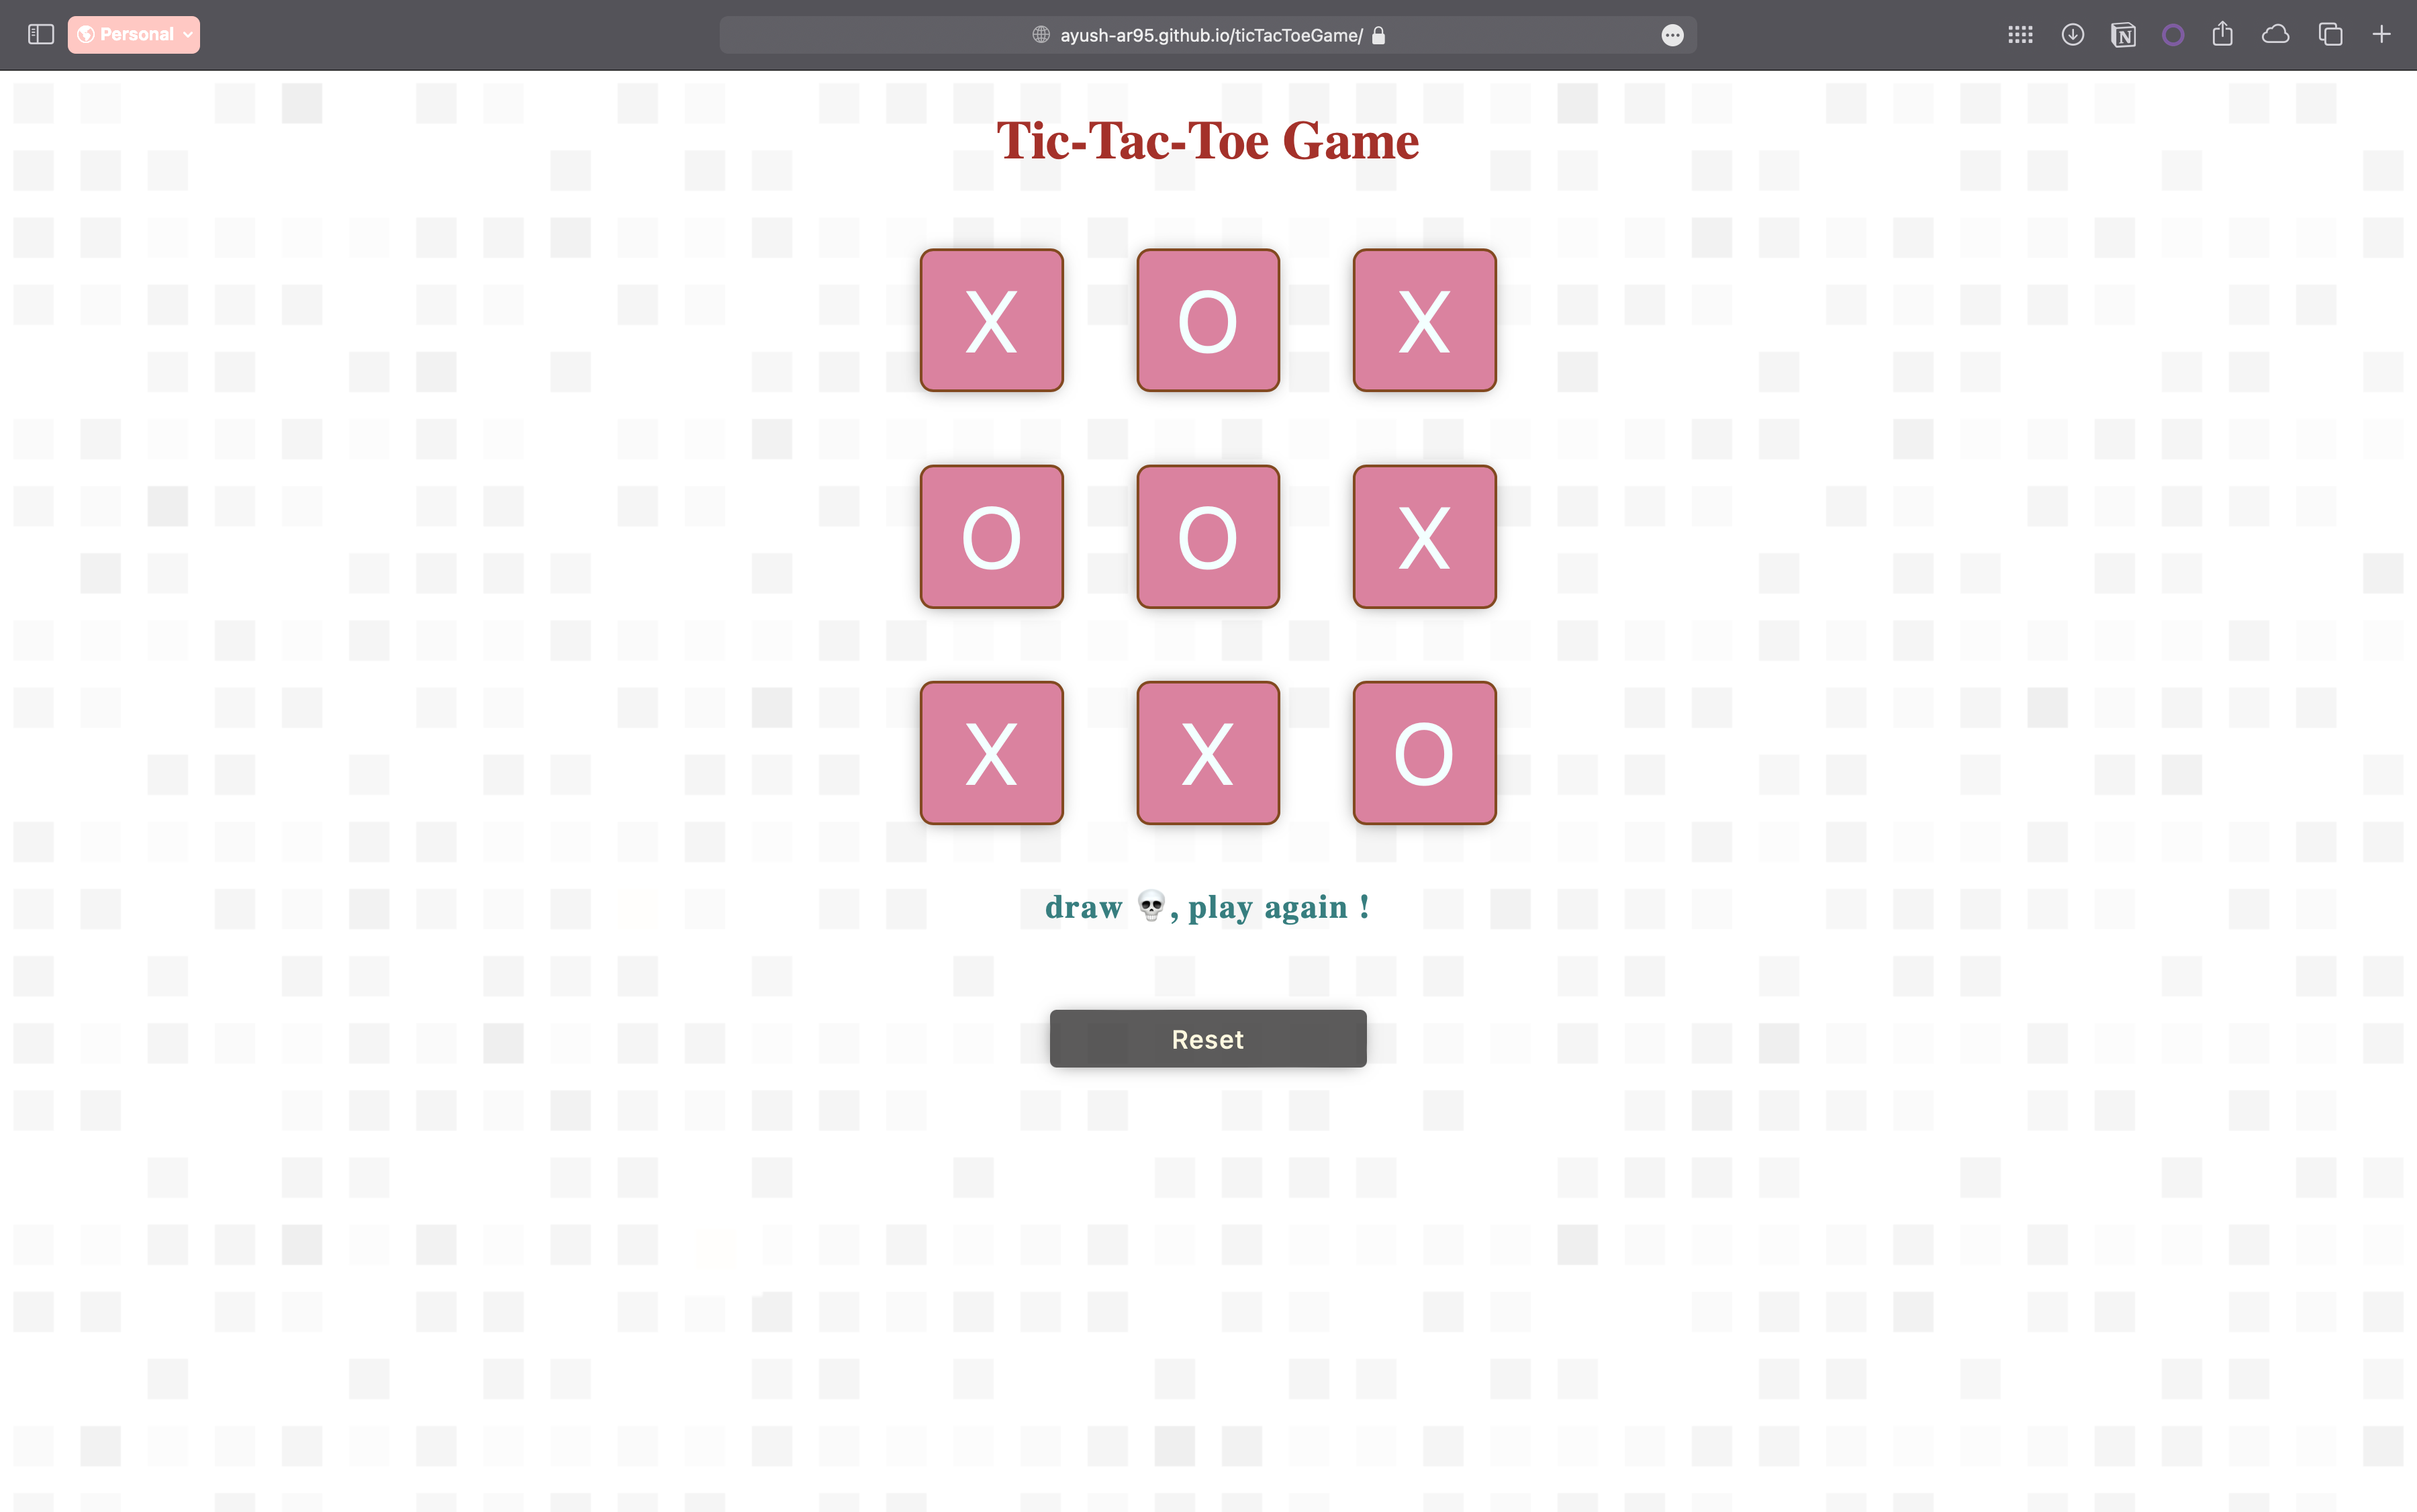 Personal
ayush-ar95.github.io/ticTacToeGame/
Tic-Tac-Toe Game
X O X
O O X
X X O
draw 💀, play again !
Reset